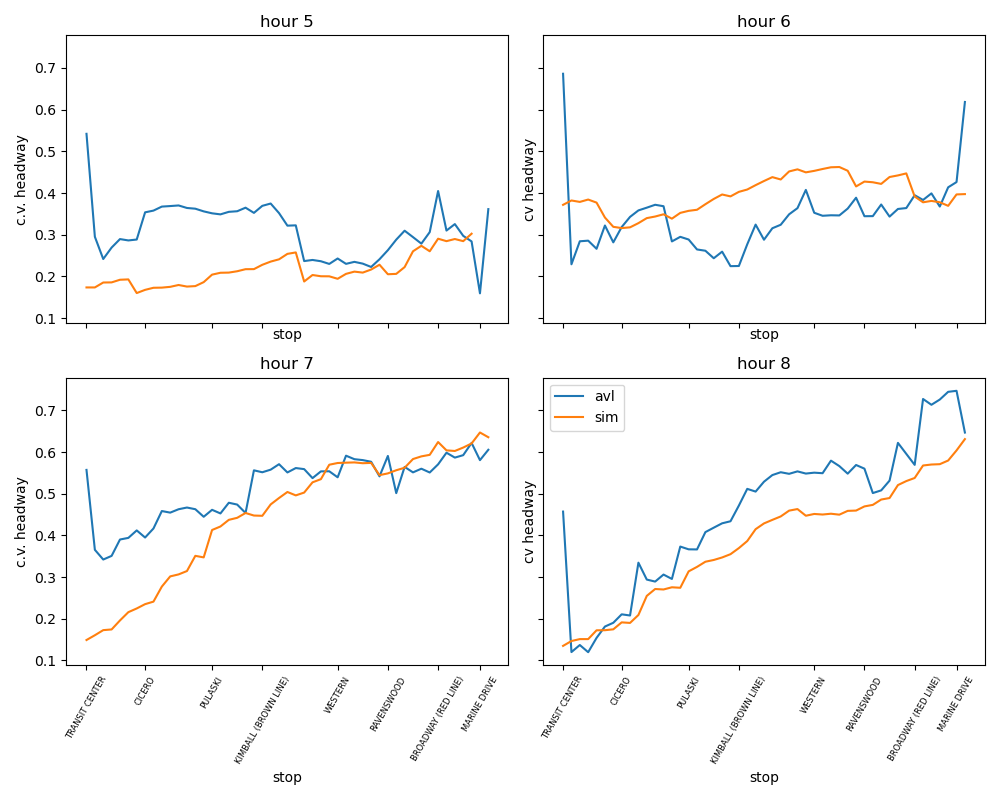 hour 5
hour 6
0.7
0.6
0.5
0.4
0.3
0.2
0.1
c.v. headway
cv headway
stop
stop
hour 7
hour 8
0.7
0.6
0.5
0.4
0.3
0.2
0.1
c.v. headway
cv headway
avl
sim
TRANSIT CENTER
CICERO
PULASKI
KIMBALL (BROWN LINE)
WESTERN
RAVENSWOOD
BROADWAY (RED LINE)
MARINE DRIVE
TRANSIT CENTER
CICERO
PULASKI
KIMBALL (BROWN LINE)
WESTERN
RAVENSWOOD
BROADWAY (RED LINE)
MARINE DRIVE
stop
stop